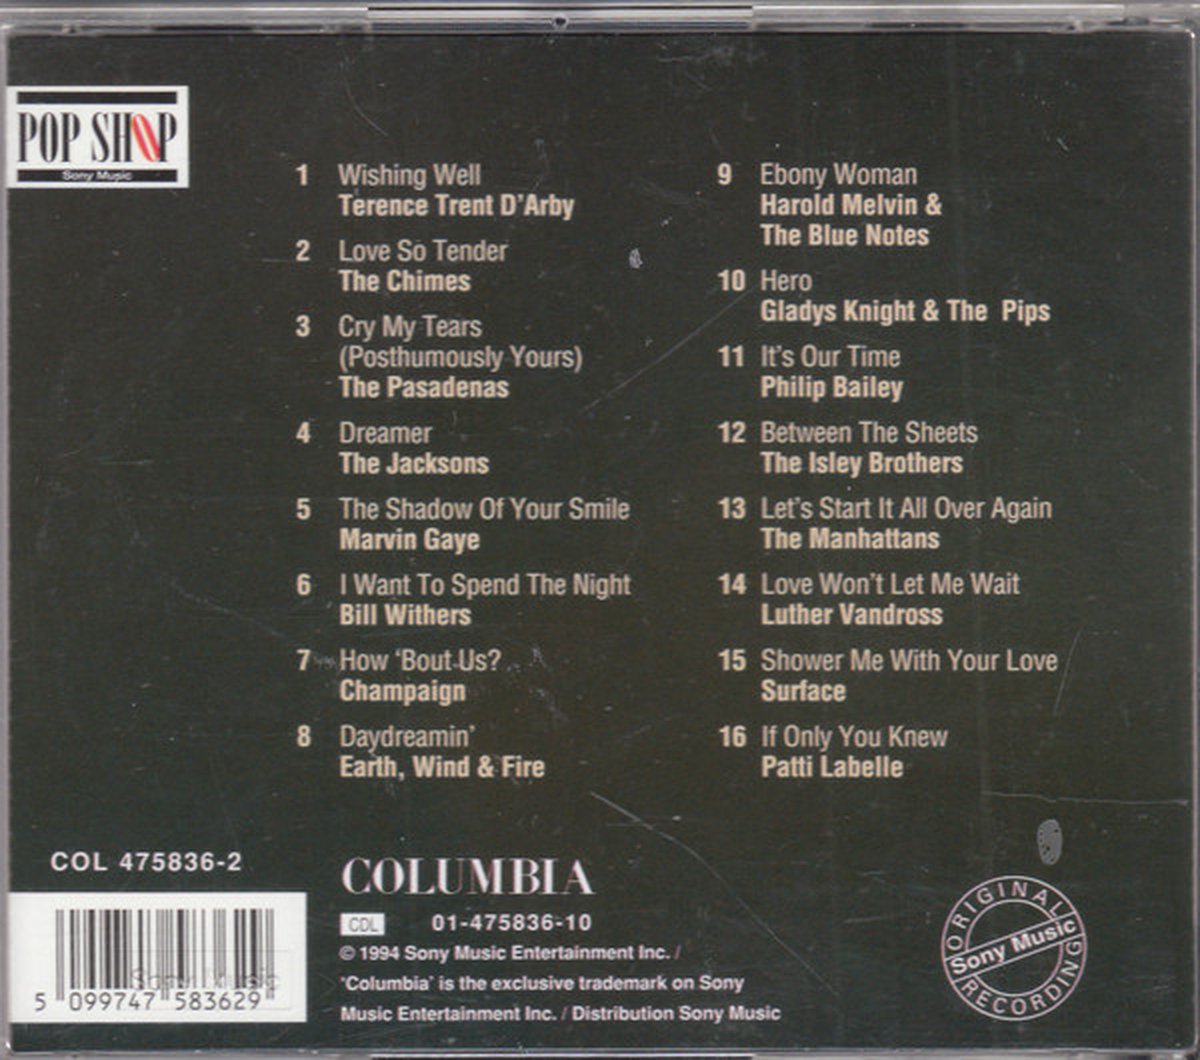 POP SHOP
Sony Music
1 Wishing Well
Terence Trent D'Arby
2 Love So Tender
The Chimes
3 Cry My Tears
(Posthumously Yours)
The Pasadenas
4 Dreamer
The Jacksons
5 The Shadow Of Your Smile
Marvin Gaye
6 I Want To Spend The Night
Bill Withers
7 How 'Bout Us?
Champaign
8 Daydreamin'
Earth, Wind & Fire
9 Ebony Woman
Harold Melvin &
The Blue Notes
10 Hero
Gladys Knight & The Pips
11 It's Our Time
Philip Bailey
12 Between The Sheets
The Isley Brothers
13 Let's Start It All Over Again
The Manhattans
14 Love Won't Let Me Wait
Luther Vandross
15 Shower Me With Your Love
Surface
16 If Only You Knew
Patti Labelle
COL 475836-2
Sony Music
5 099747 583629
COLUMBIA
CDL 01-475836-10
© 1994 Sony Music Entertainment Inc. /
'Columbia' is the exclusive trademark on Sony
Music Entertainment Inc. / Distribution Sony Music
ORIGINAL
Sony Music
RECORDING